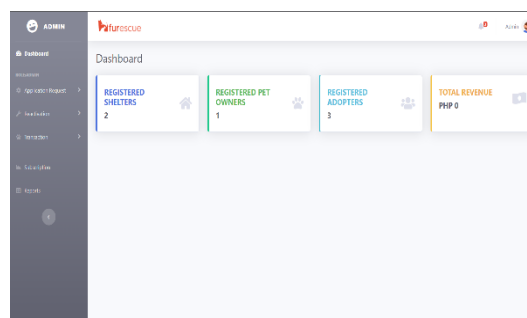 ADMIN
furescue
Admin
Dashboard
Dashboard
Application Request
Transaction
Subscription
Reports
REGISTERED
SHELTERS
2
REGISTERED PET
OWNERS
1
REGISTERED
ADOPTERS
3
TOTAL REVENUE
PHP 0